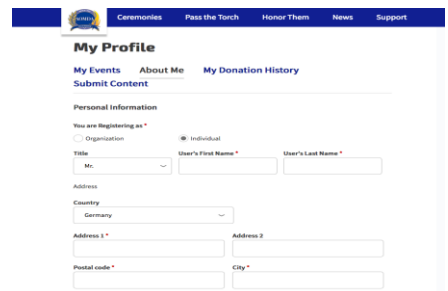 Ceremonies Pass the Torch Honor Them News Support
My Profile
My Events About Me My Donation History
Submit Content
Personal Information
You are Registering as *
Organization Individual
Title User's First Name * User's Last Name *
Mr.
Address
Country
Germany
Address 1 * Address 2
Postal code * City *